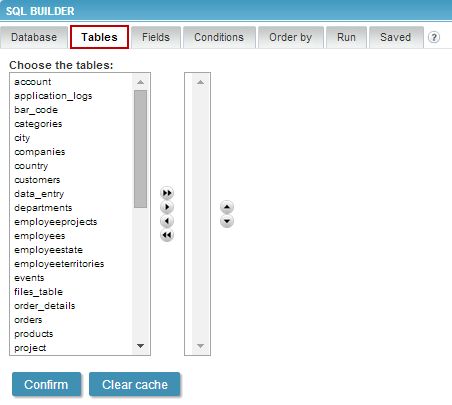 SQL BUILDER
Database Tables Fields Conditions Order by Run Saved ?
Choose the tables:
account
application_logs
bar_code
categories
city
companies
country
customers
data_entry
departments
employeeprojects
employees
employeestate
employeeterritories
events
files_table
order_details
orders
products
project
Confirm Clear cache